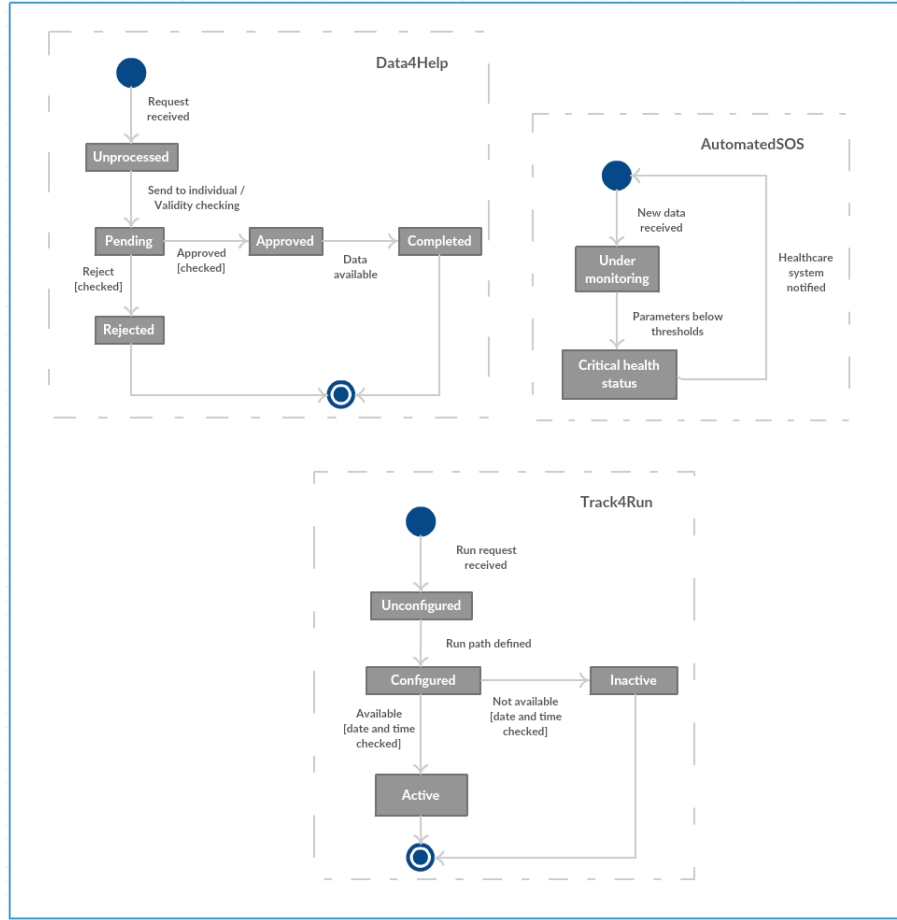 Data4Help
Request
received
Unprocessed
Send to individual /
Validity checking
Pending
Approved
[checked]
Approved
Data
available
Completed
Reject
[checked]
Rejected
AutomatedSOS
New data
received
Under
monitoring
Healthcare
system
notified
Parameters below
thresholds
Critical health
status
Track4Run
Run request
received
Unconfigured
Run path defined
Configured
Not available
[date and time
checked]
Inactive
Available
[date and time
checked]
Active